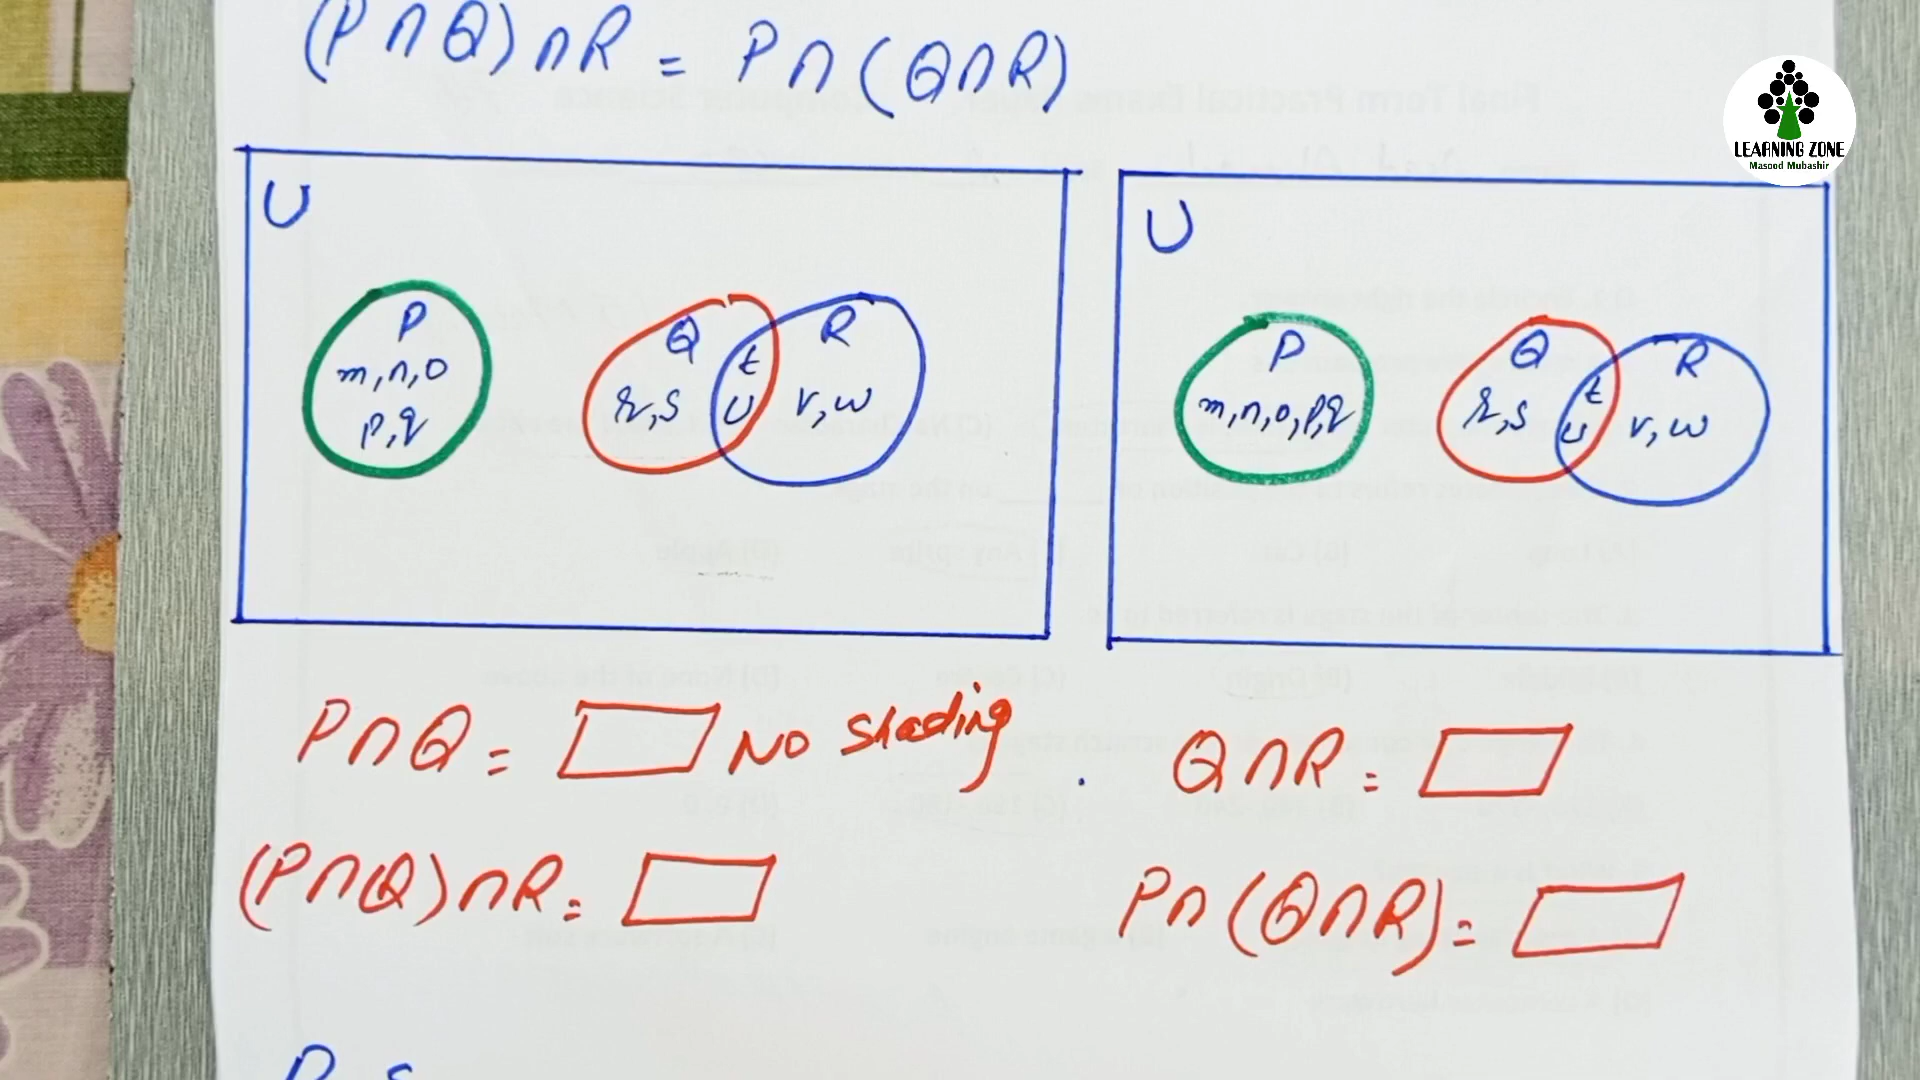 (P∩Q)∩R = P∩(Q∩R)
LEARNING ZONE
Masood Mubashir
U
P
m,n,o
p,q
Q
r,s
t
u
R
v,w
U
P
m,n,o,p,q
Q
r,s
t
u
R
v,w
P∩Q = No Shading
Q∩R =
(P∩Q)∩R =
P∩(Q∩R) =